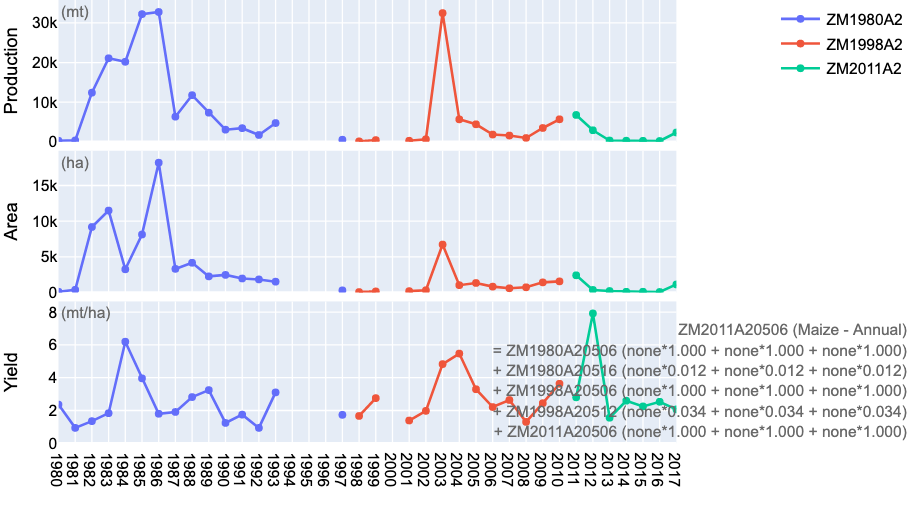 (mt)
30k
20k
10k
0
Production
ZM1980A2
ZM1998A2
ZM2011A2
(ha)
15k
10k
5k
0
Area
(mt/ha)
8
6
4
2
0
Yield
ZM2011A20506 (Maize - Annual)
= ZM1980A20506 (none*1.000 + none*1.000 + none*1.000)
+ ZM1980A20516 (none*0.012 + none*0.012 + none*0.012)
+ ZM1998A20506 (none*1.000 + none*1.000 + none*1.000)
+ ZM1998A20512 (none*0.034 + none*0.034 + none*0.034)
+ ZM2011A20506 (none*1.000 + none*1.000 + none*1.000)
1980
1981
1982
1983
1984
1985
1986
1987
1988
1989
1990
1991
1992
1993
1994
1995
1996
1997
1998
1999
2000
2001
2002
2003
2004
2005
2006
2007
2008
2009
2010
2011
2012
2013
2014
2015
2016
2017